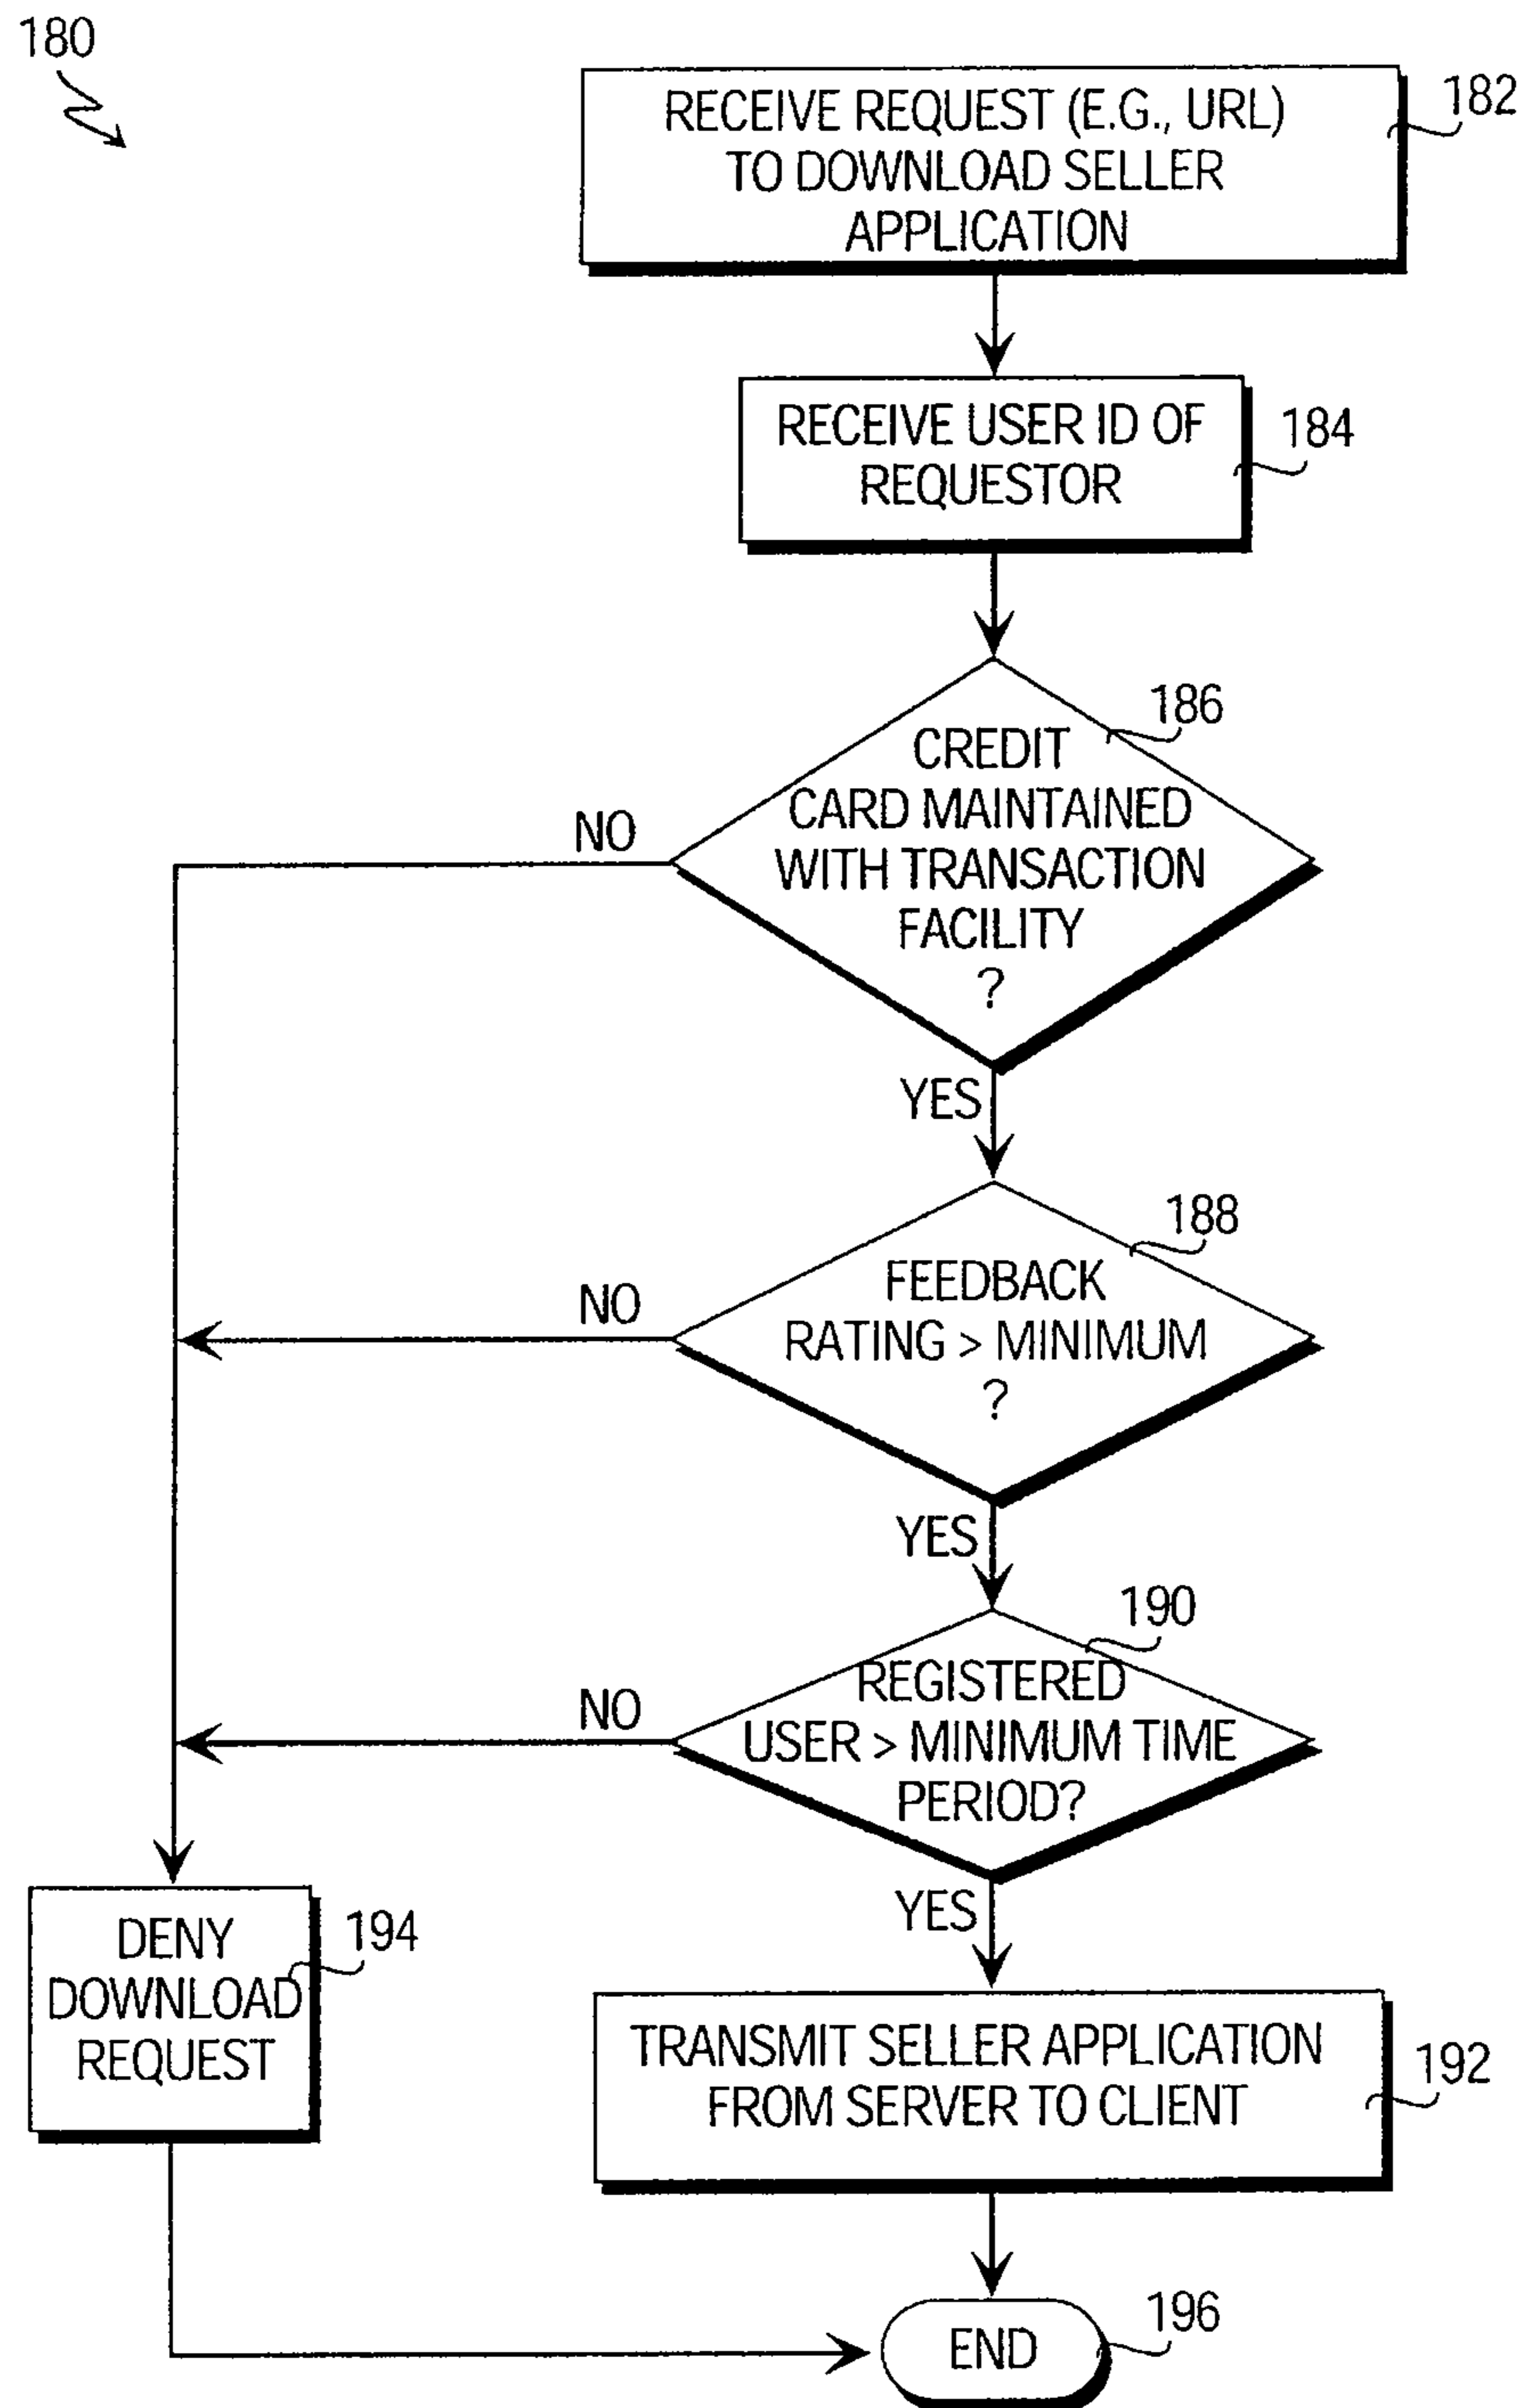 180
RECEIVE REQUEST (E.G., URL)
TO DOWNLOAD SELLER
APPLICATION
182
RECEIVE USER ID OF
REQUESTOR
184
186
CREDIT
CARD MAINTAINED
WITH TRANSACTION
FACILITY
?
NO
YES
188
FEEDBACK
RATING > MINIMUM
?
NO
YES
190
REGISTERED
USER > MINIMUM TIME
PERIOD?
NO
YES
DENY
DOWNLOAD
REQUEST
194
TRANSMIT SELLER APPLICATION
FROM SERVER TO CLIENT
192
END
196